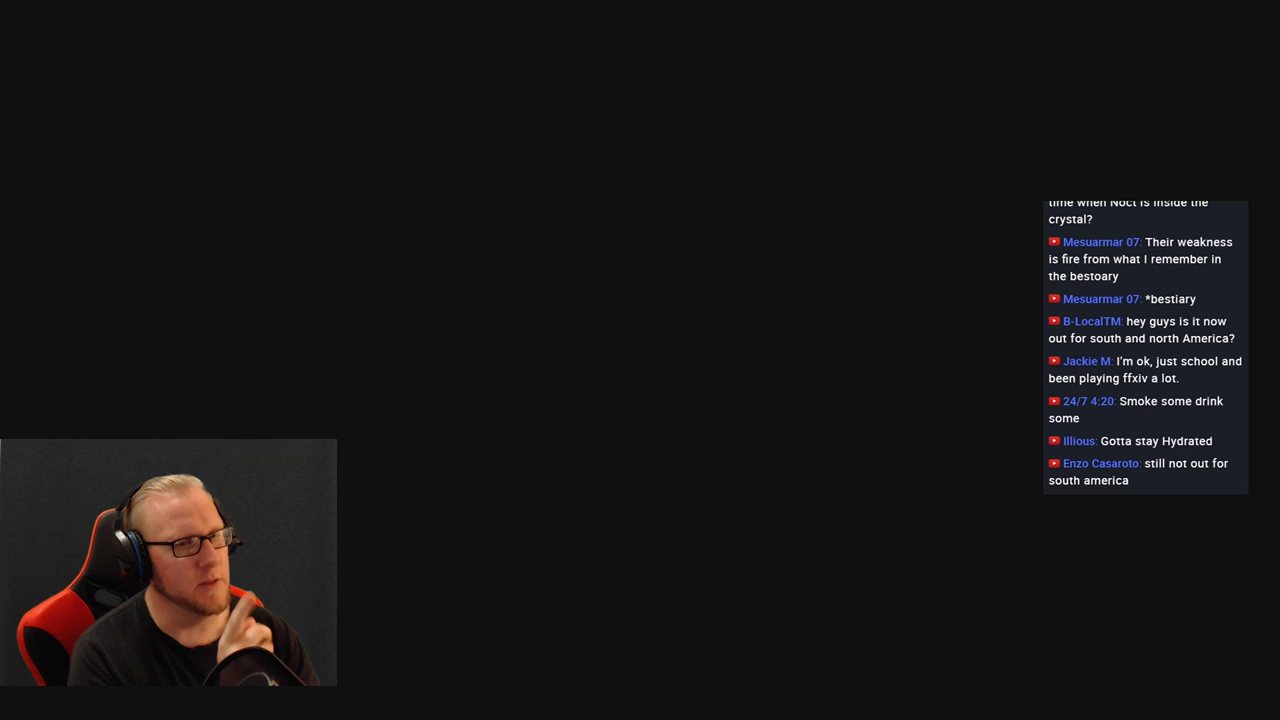 time when Noct is inside the
crystal?
Mesuarmar 07: Their weakness
is fire from what I remember in
the bestoary
Mesuarmar 07: *bestiary
B-LocalTM: hey guys is it now
out for south and north America?
Jackie M: I'm ok, just school and
been playing ffxiv a lot.
24/7 4:20: Smoke some drink
some
Illious: Gotta stay Hydrated
Enzo Casaroto: still not out for
south america